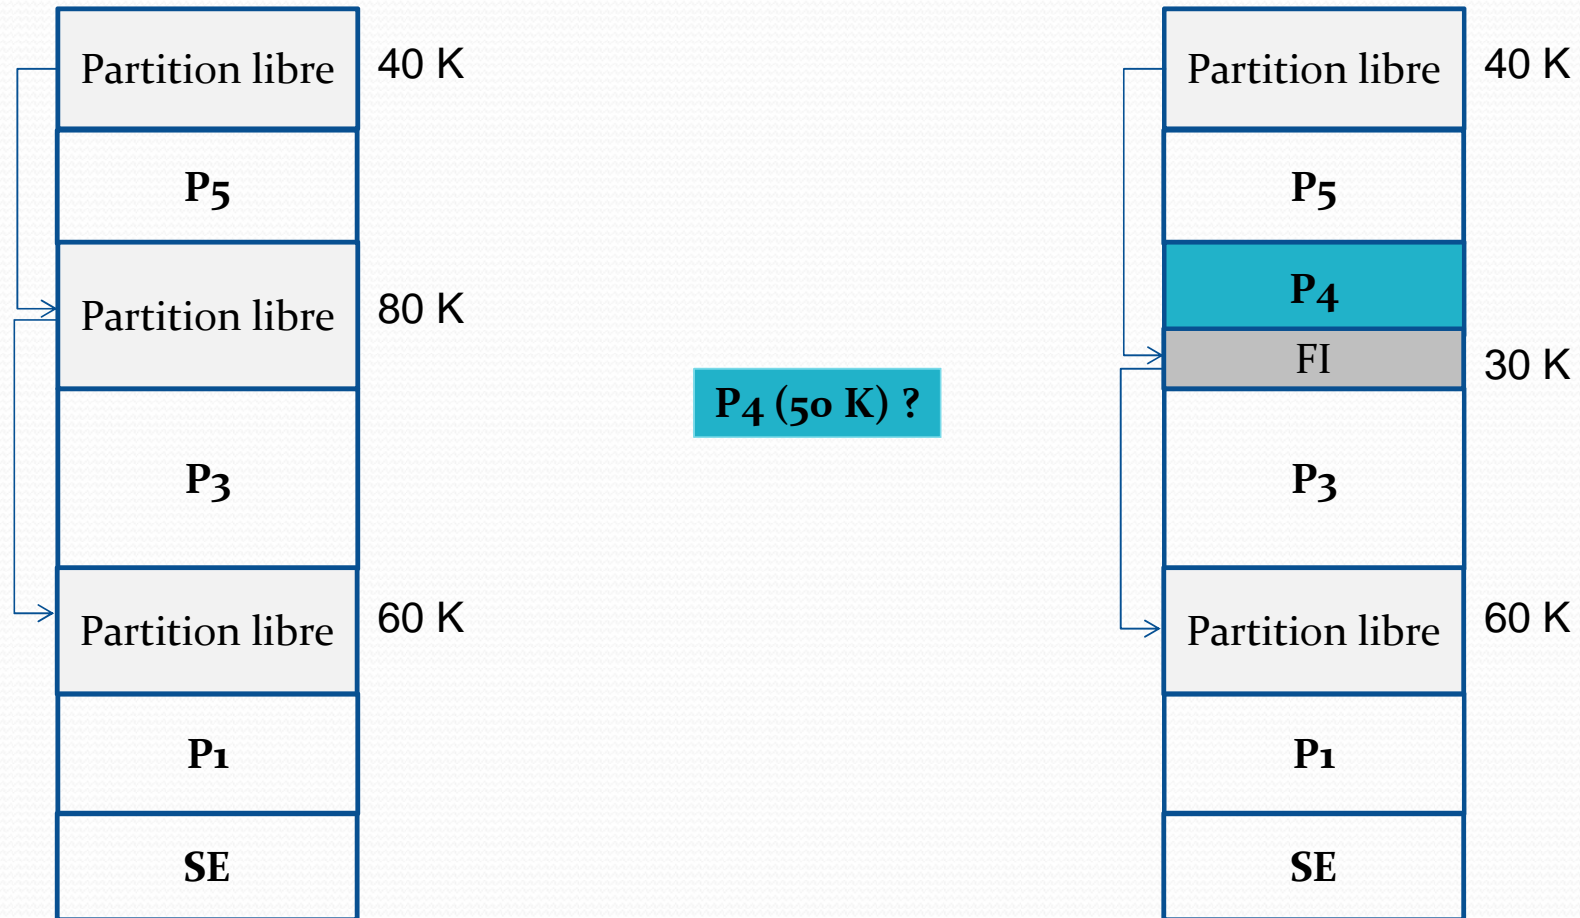 Partition libre
40 K
P5
Partition libre
80 K
P3
Partition libre
60 K
P1
SE
P4 (50 K) ?
Partition libre
40 K
P5
P4
FI
30 K
P3
Partition libre
60 K
P1
SE